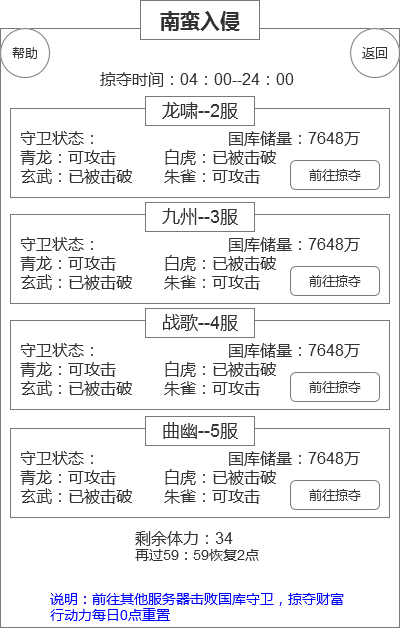 南蛮入侵
帮助
返回
掠夺时间：04：00--24：00
龙啸--2服
守卫状态： 国库储量：7648万
青龙：可攻击 白虎：已被击破
玄武：已被击破 朱雀：可攻击 前往掠夺
九州--3服
守卫状态： 国库储量：7648万
青龙：可攻击 白虎：已被击破
玄武：已被击破 朱雀：可攻击 前往掠夺
战歌--4服
守卫状态： 国库储量：7648万
青龙：可攻击 白虎：已被击破
玄武：已被击破 朱雀：可攻击 前往掠夺
曲幽--5服
守卫状态： 国库储量：7648万
青龙：可攻击 白虎：已被击破
玄武：已被击破 朱雀：可攻击 前往掠夺
剩余体力：34
再过59：59恢复2点
说明：前往其他服务器击败国库守卫，掠夺财富
行动力每日0点重置